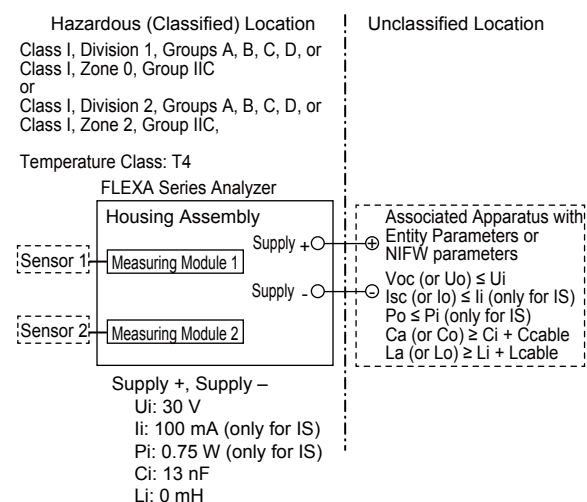 Hazardous (Classified) Location
Unclassified Location
Class I, Division 1, Groups A, B, C, D, or
Class I, Zone 0, Group IIC
or
Class I, Division 2, Groups A, B, C, D, or
Class I, Zone 2, Group IIC,
Temperature Class: T4
FLEXA Series Analyzer
Housing Assembly
Supply +
Supply -
Sensor 1
Measuring Module 1
Sensor 2
Measuring Module 2
+
-
Associated Apparatus with
Entity Parameters or
NIFW parameters
Voc (or Uo) ≤ Ui
Isc (or Io) ≤ Ii (only for IS)
Po ≤ Pi (only for IS)
Ca (or Co) ≥ Ci + Ccable
La (or Lo) ≥ Li + Lcable
Supply +, Supply –
Ui: 30 V
Ii: 100 mA (only for IS)
Pi: 0.75 W (only for IS)
Ci: 13 nF
Li: 0 mH